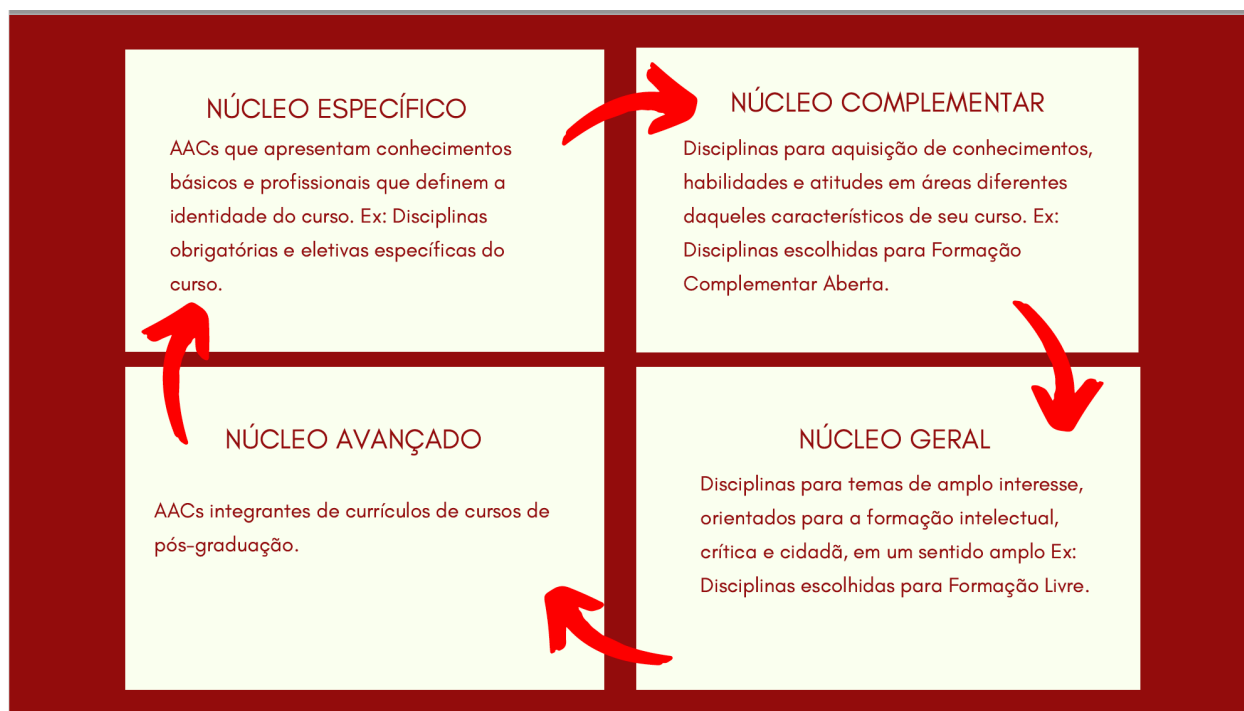 NÚCLEO ESPECÍFICO
AACs que apresentam conhecimentos
básicos e profissionais que definem a
identidade do curso. Ex: Disciplinas
obrigatórias e eletivas específicas do
curso.
NÚCLEO COMPLEMENTAR
Disciplinas para aquisição de conhecimentos,
habilidades e atitudes em áreas diferentes
daqueles característicos de seu curso. Ex:
Disciplinas escolhidas para Formação
Complementar Aberta.
NÚCLEO GERAL
Disciplinas para temas de amplo interesse,
orientados para a formação intelectual,
crítica e cidadã, em um sentido amplo Ex:
Disciplinas escolhidas para Formação Livre.
NÚCLEO AVANÇADO
AACs integrantes de currículos de cursos de
pós-graduação.